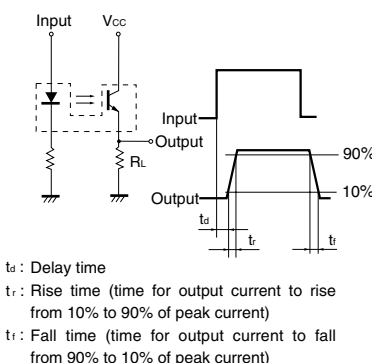 Input
Vcc
Output
RL
Input
Output
90%
10%
td
tr
tf
td : Delay time
tr : Rise time (time for output current to rise
from 10% to 90% of peak current)
tf : Fall time (time for output current to fall
from 90% to 10% of peak current)